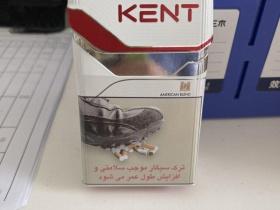 KENT
AMERICAN BLEND
ترک سیگار موجب سلامتی و
افزایش طول عمر می شود